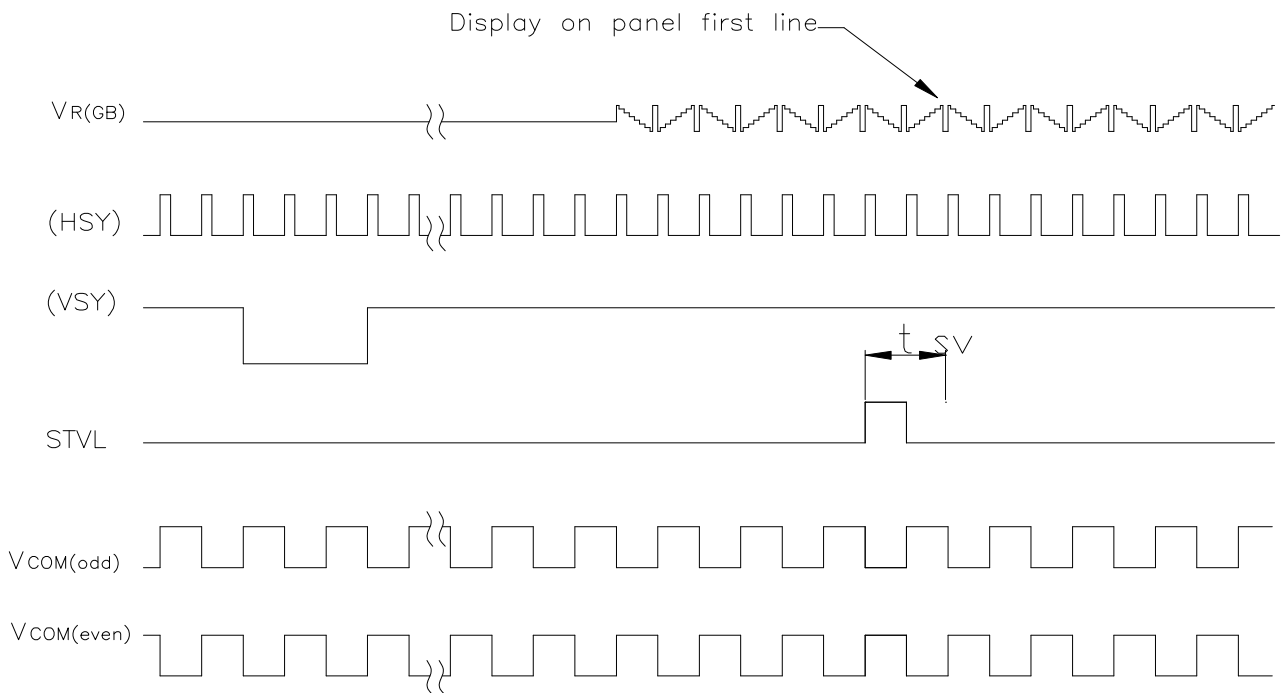 Display on panel first line
VR(GB)
(HSY)
(VSY)
t sv
STVL
VCOM(odd)
VCOM(even)